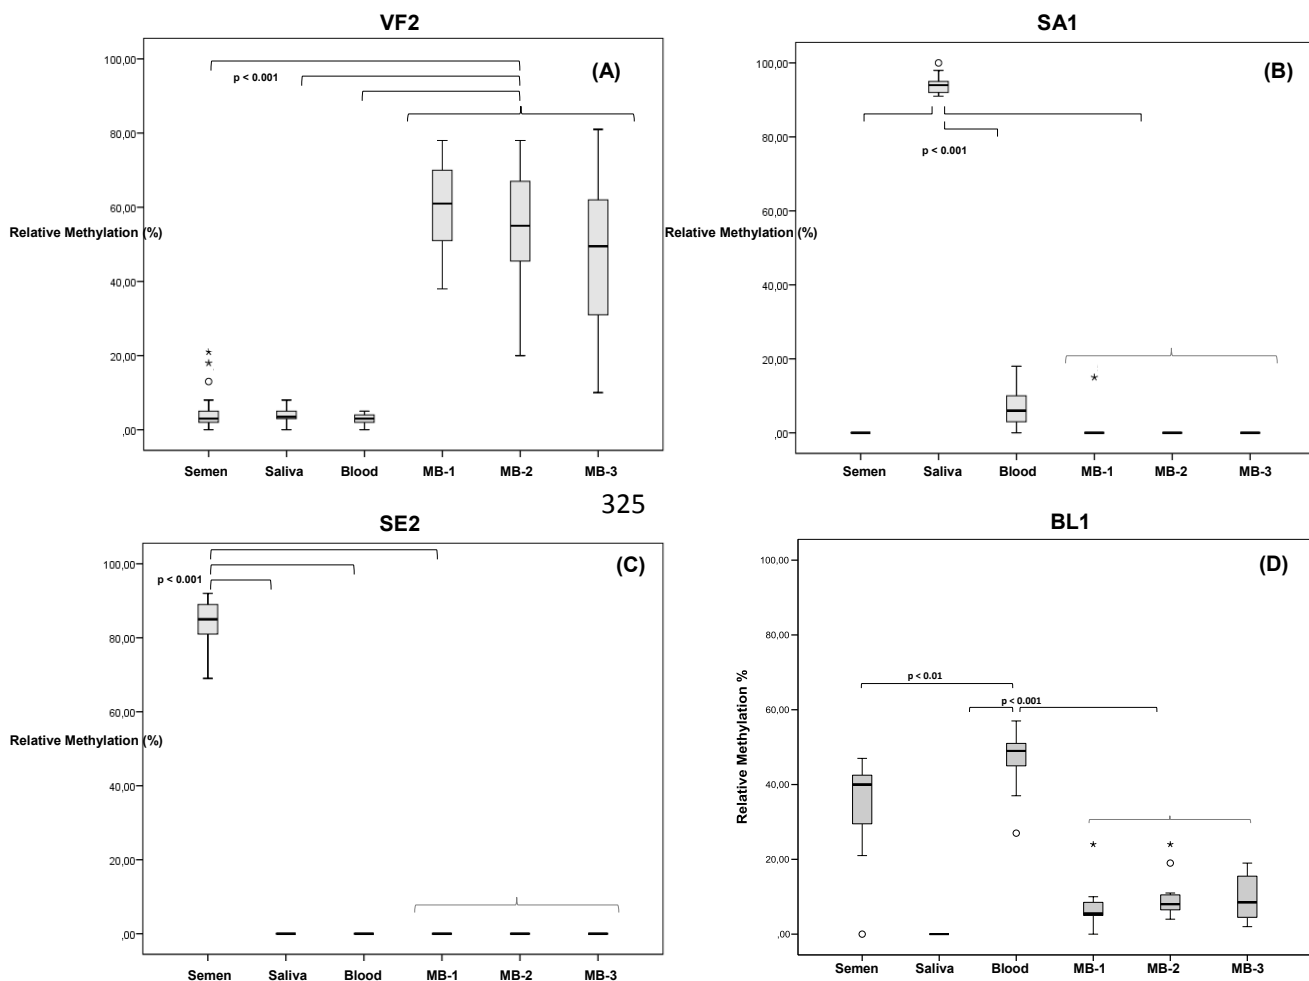 VF2
(A)
100,00
p < 0.001
80,00
60,00
Relative Methylation (%)
40,00
20,00
,00
Semen Saliva Blood MB-1 MB-2 MB-3
SA1
(B)
100,00
80,00
p < 0.001
60,00
Relative Methylation (%)
40,00
20,00
,00
Semen Saliva Blood MB-1 MB-2 MB-3
325
SE2
(C)
100,00
p < 0.001
80,00
60,00
Relative Methylation (%)
40,00
20,00
,00
Semen Saliva Blood MB-1 MB-2 MB-3
BL1
(D)
100,00
80,00
p < 0.01
60,00
p < 0.001
Relative Methylation %
40,00
20,00
,00
Semen Saliva Blood MB-1 MB-2 MB-3